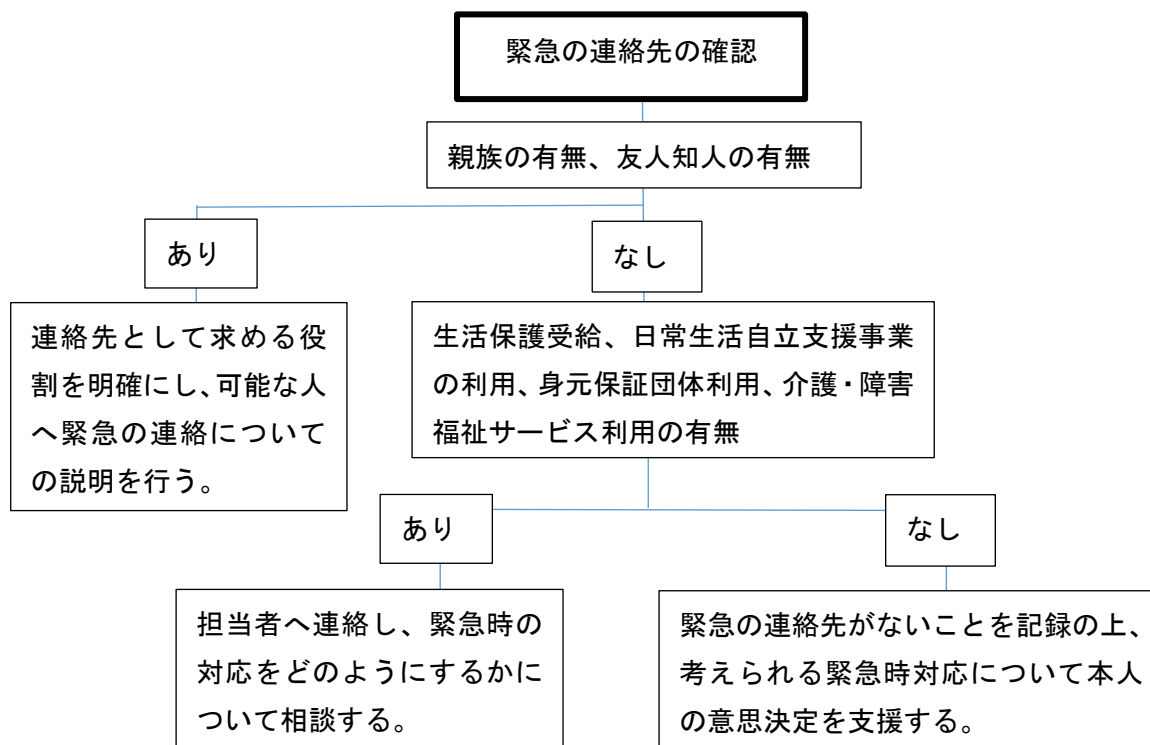 緊急の連絡先の確認
親族の有無、友人知人の有無
あり
なし
連絡先として求める役
割を明確にし、可能な人
へ緊急の連絡について
の説明を行う。
生活保護受給、日常生活自立支援事業
の利用、身元保証団体利用、介護・障害
福祉サービス利用の有無
あり
なし
担当者へ連絡し、緊急時の
対応をどのようにするかに
ついて相談する。
緊急の連絡先がないことを記録の上、
考えられる緊急時対応について本人
の意思決定を支援する。